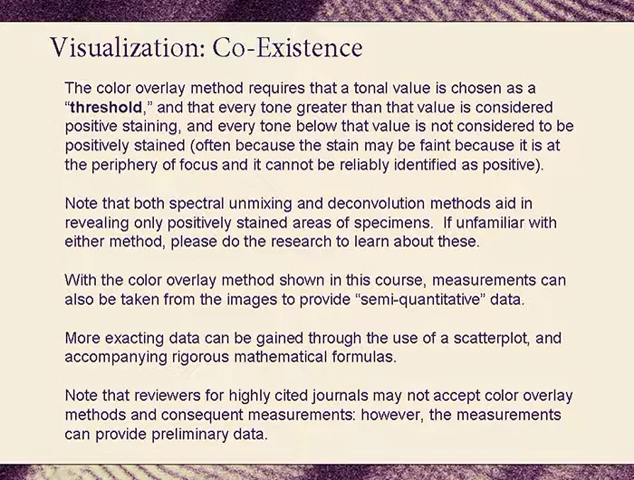 Visualization: Co-Existence
The color overlay method requires that a tonal value is chosen as a
“threshold,” and that every tone greater than that value is considered
positive staining, and every tone below that value is not considered to be
positively stained (often because the stain may be faint because it is at
the periphery of focus and it cannot be reliably identified as positive).
Note that both spectral unmixing and deconvolution methods aid in
revealing only positively stained areas of specimens.  If unfamiliar with
either method, please do the research to learn about these.
With the color overlay method shown in this course, measurements can
also be taken from the images to provide “semi-quantitative” data.
More exacting data can be gained through the use of a scatterplot, and
accompanying rigorous mathematical formulas.
Note that reviewers for highly cited journals may not accept color overlay
methods and consequent measurements: however, the measurements
can provide preliminary data.